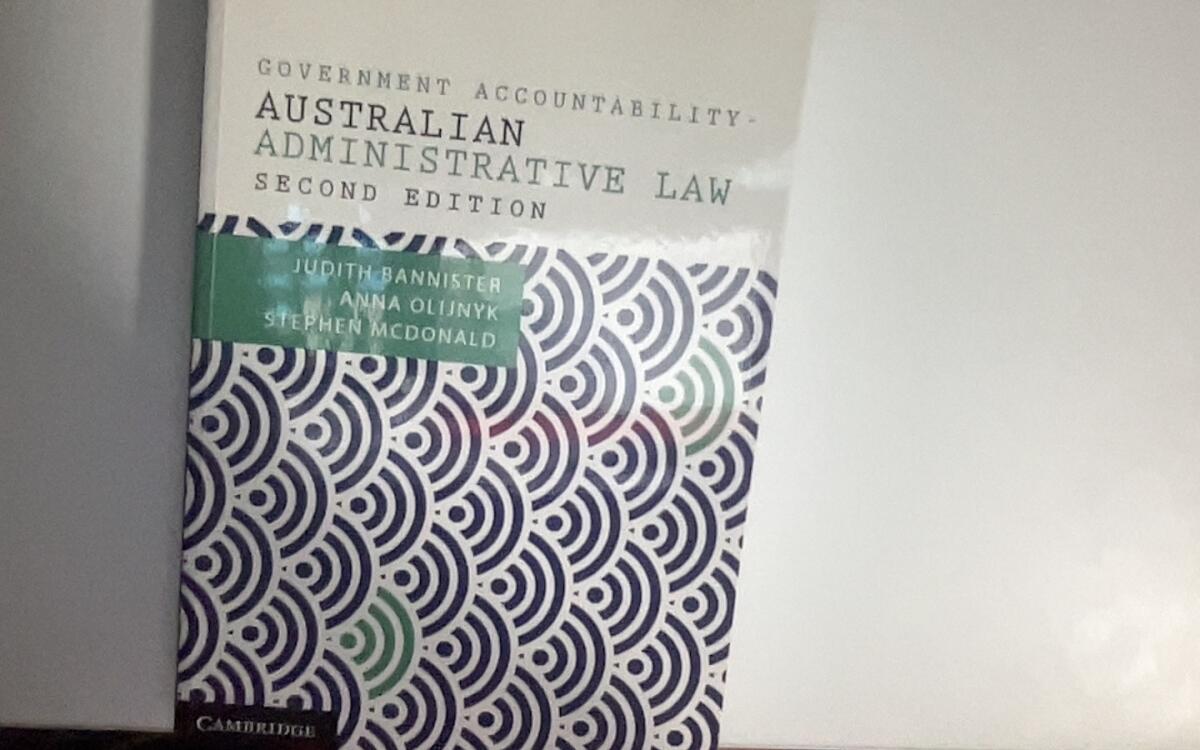 GOVERNMENT ACCOUNTABILITY-
AUSTRALIAN
ADMINISTRATIVE LAW
SECOND EDITION
JUDITH BANNISTER
ANNA OLIJNYK
STEPHEN MCDONALD
CAMBRIDGE